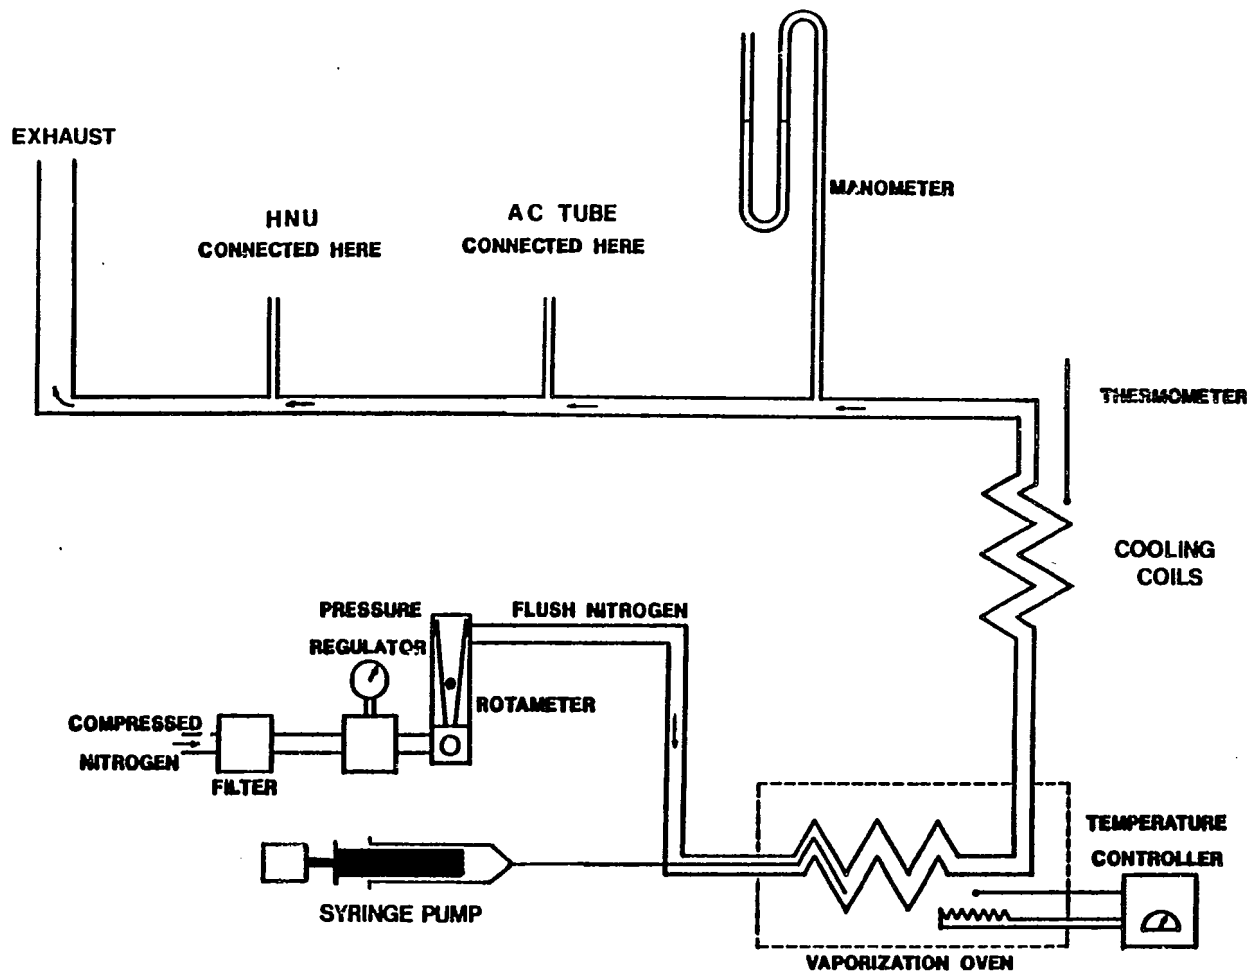 EXHAUST
MANOMETER
HNU
CONNECTED HERE
AC TUBE
CONNECTED HERE
THERMOMETER
COOLING
COILS
PRESSURE
REGULATOR
FLUSH NITROGEN
ROTAMETER
COMPRESSED
NITROGEN
FILTER
TEMPERATURE
CONTROLLER
SYRINGE PUMP
VAPORIZATION OVEN